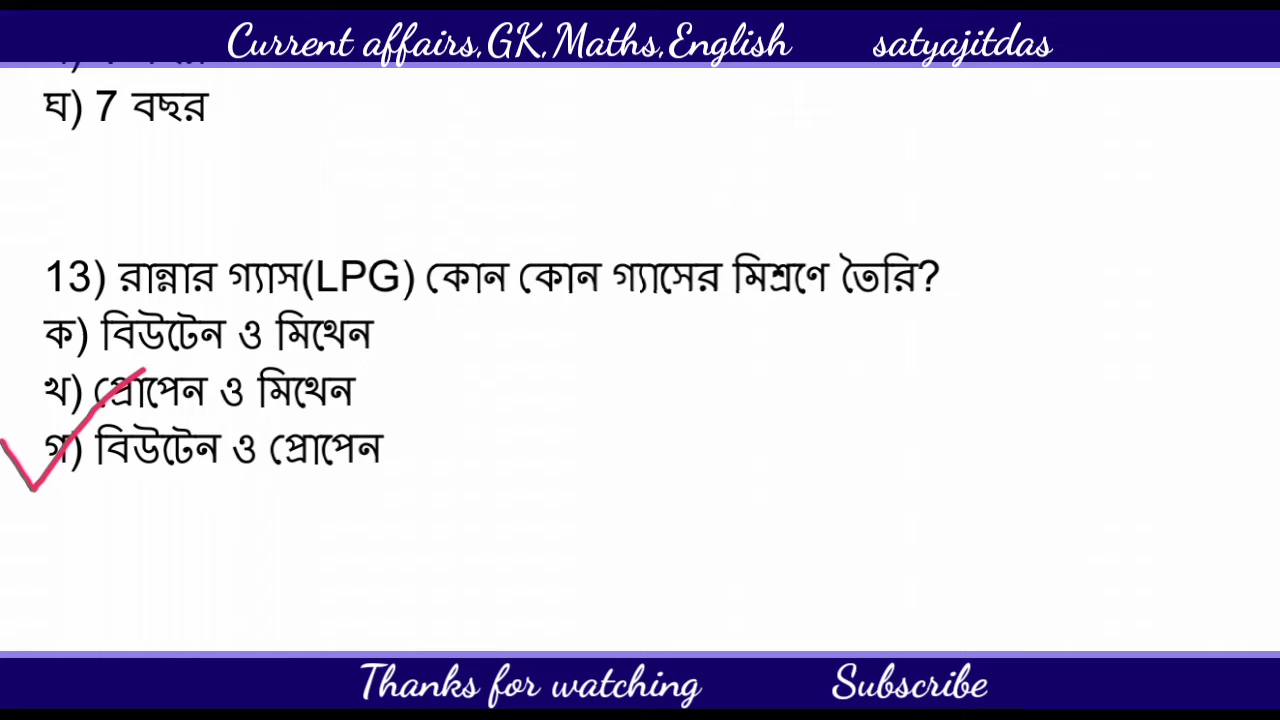 Current affairs,GK,Maths,English satyajitdas
ঘ) 7 বছর
13) রান্নার গ্যাস(LPG) কোন কোন গ্যাসের মিশ্রণে তৈরি?
ক) বিউটেন ও মিথেন
খ) প্রোপেন ও মিথেন
গ) বিউটেন ও প্রোপেন
Thanks for watching Subscribe